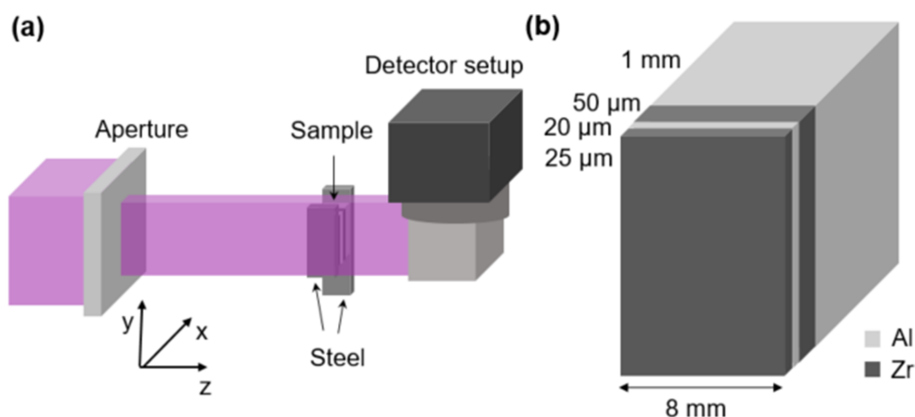 (a)
Detector setup
Aperture
Sample
y
x
z
Steel
(b)
1 mm
50 µm
20 µm
25 µm
8 mm
Al
Zr